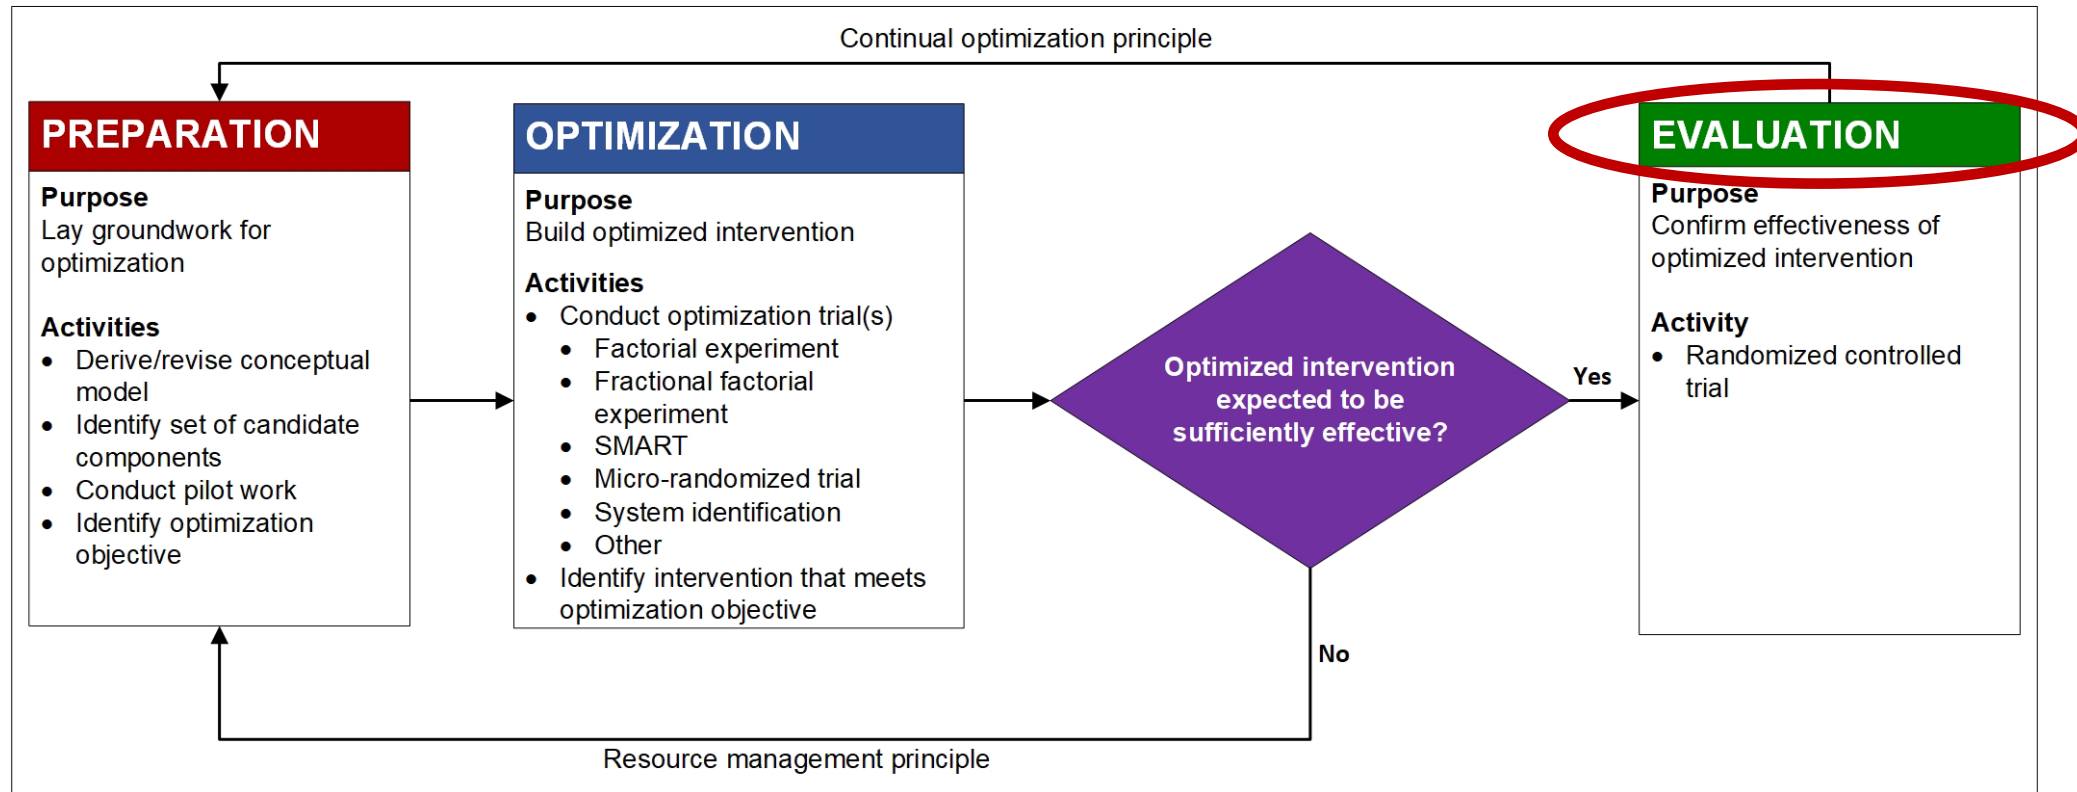 Continual optimization principle
PREPARATION
Purpose
Lay groundwork for
optimization
Activities
• Derive/revise conceptual
model
• Identify set of candidate
components
• Conduct pilot work
• Identify optimization
objective
OPTIMIZATION
Purpose
Build optimized intervention
Activities
• Conduct optimization trial(s)
• Factorial experiment
• Fractional factorial
experiment
• SMART
• Micro-randomized trial
• System identification
• Other
• Identify intervention that meets
optimization objective
Optimized intervention
expected to be
sufficiently effective?
Yes
No
EVALUATION
Purpose
Confirm effectiveness of
optimized intervention
Activity
• Randomized controlled
trial
Resource management principle